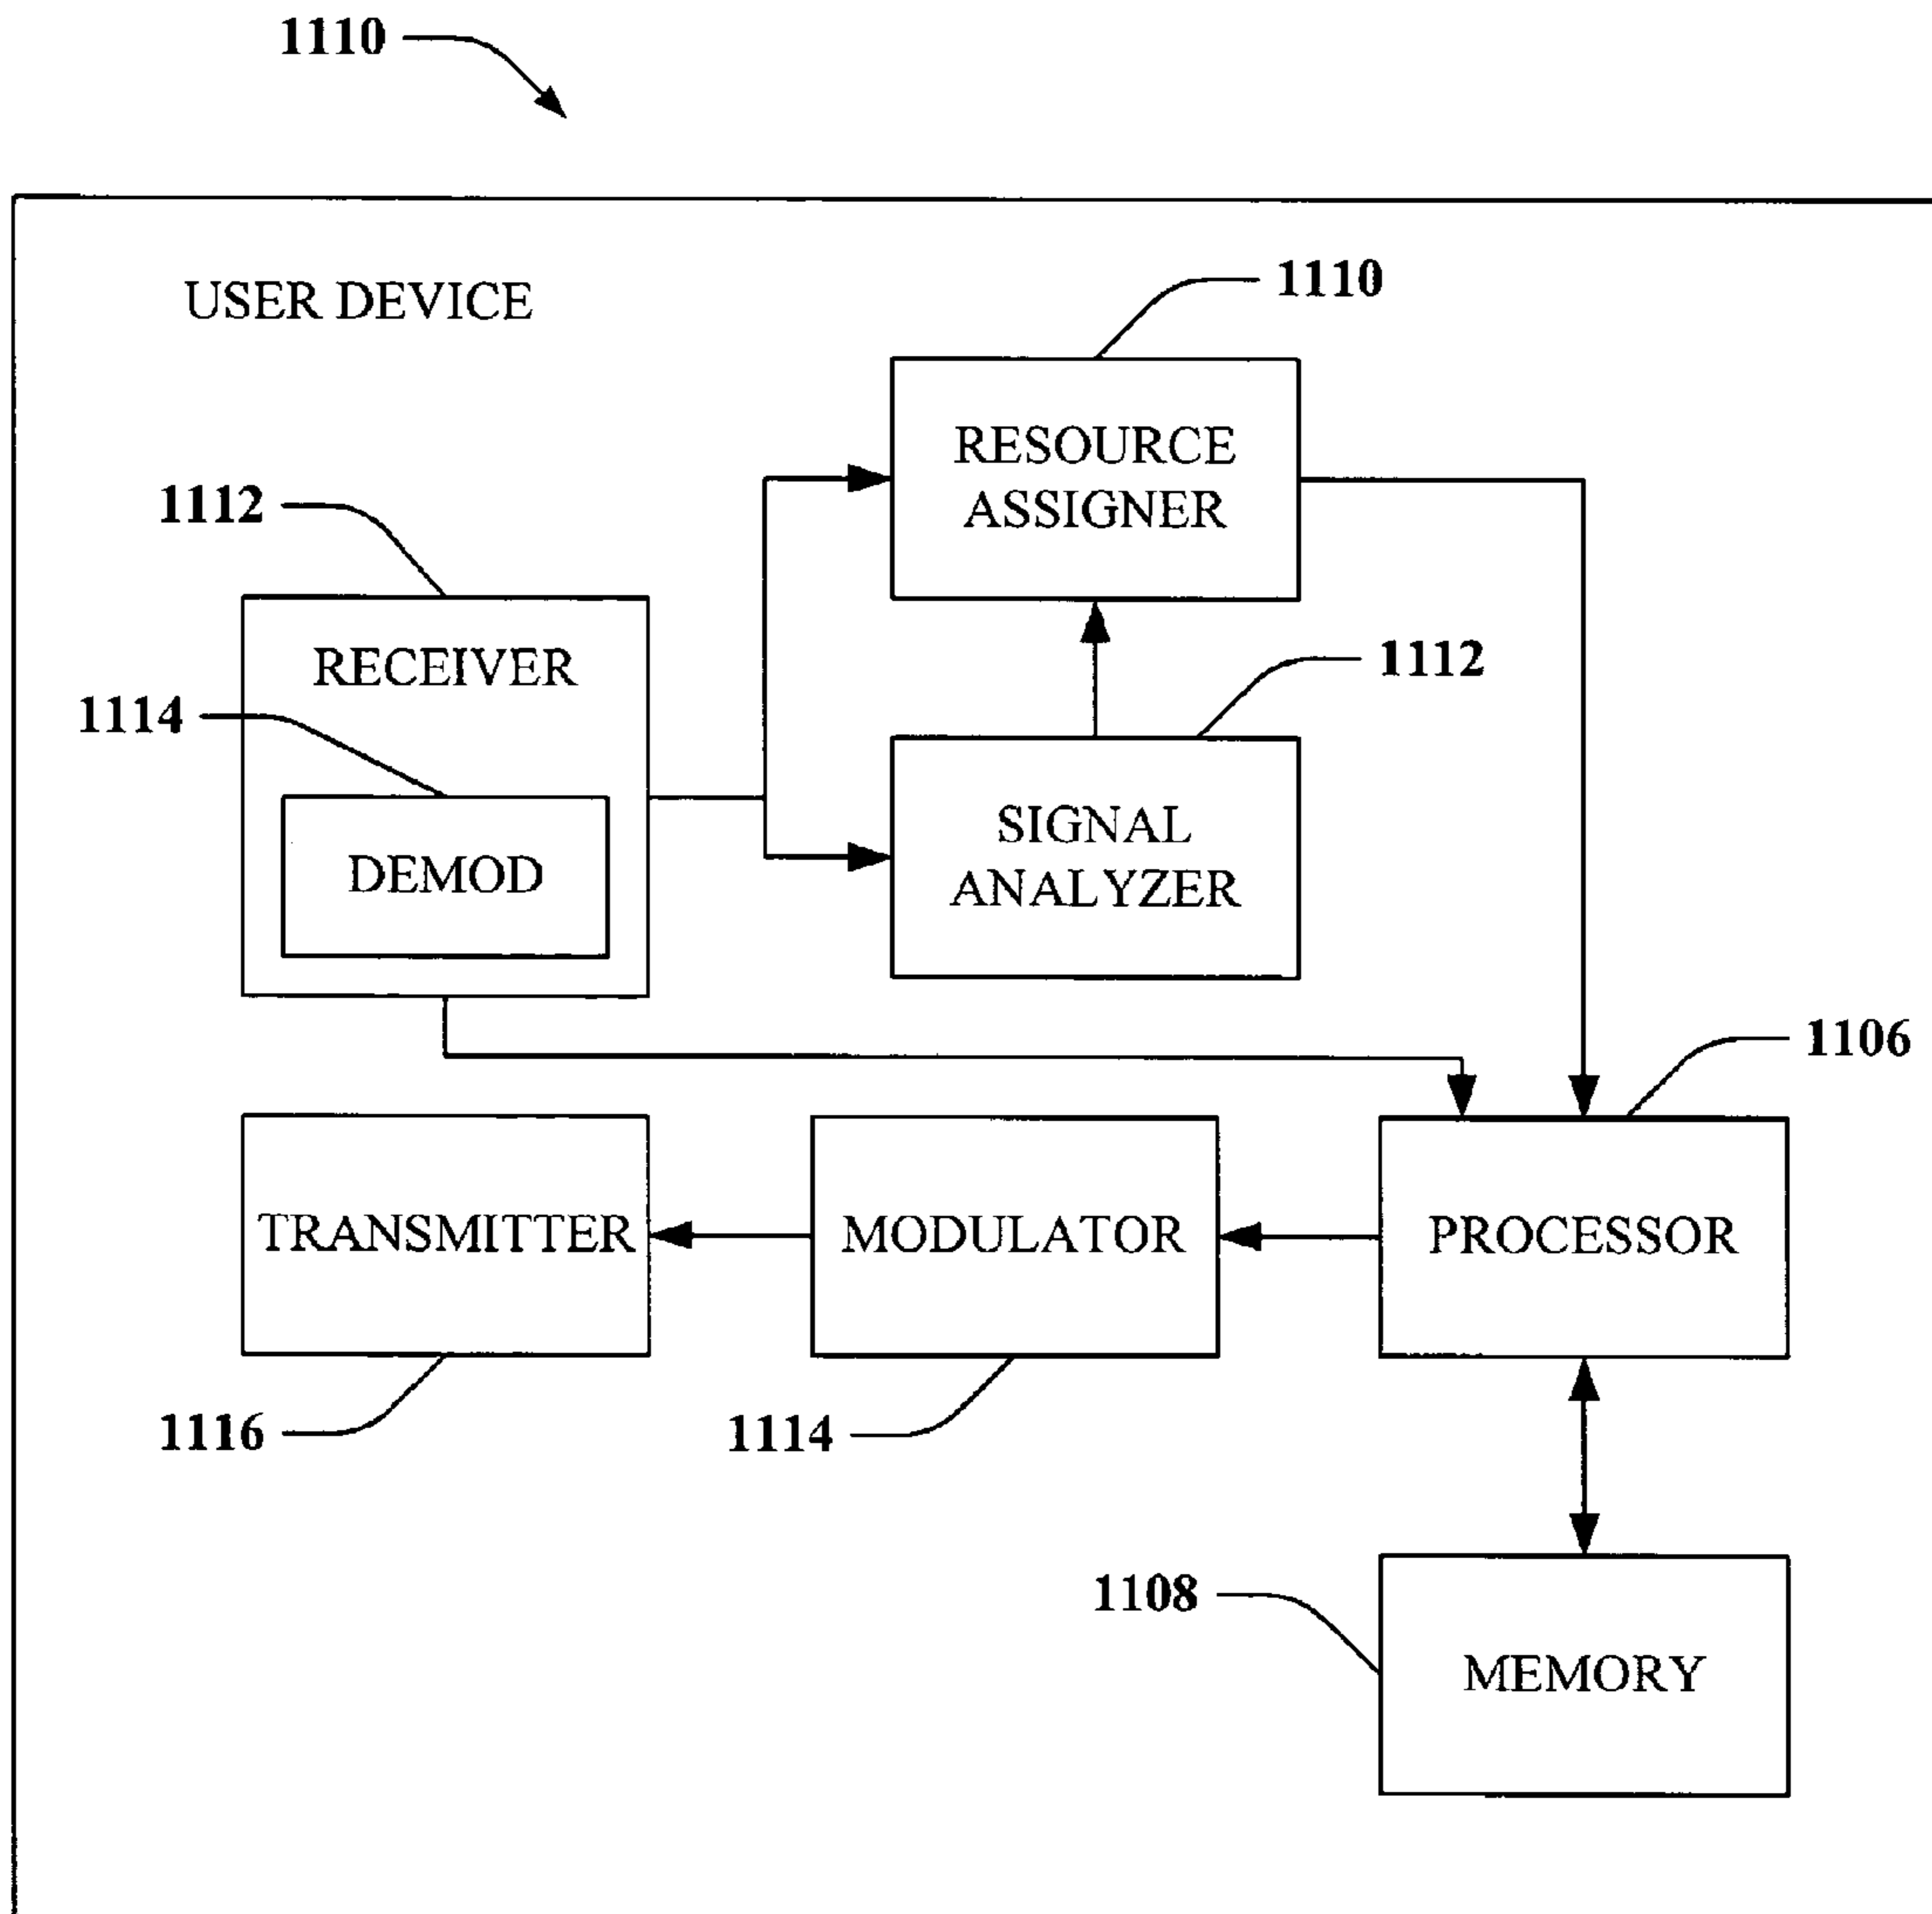 1110
USER DEVICE
1110
RESOURCE
ASSIGNER
1112
RECEIVER
1112
1114
SIGNAL
ANALYZER
DEMOD
1106
TRANSMITTER
MODULATOR
PROCESSOR
1116
1114
1108
MEMORY